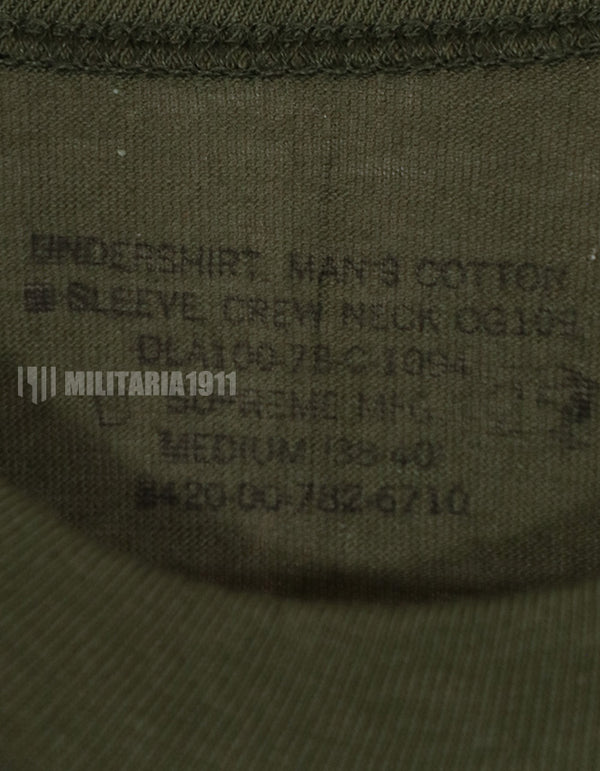 UNDERSHIRT, MAN'S COTTON
SLEEVE, CREW NECK OG109
DLA100-78-C-1094
SUPREME MFG.
MEDIUM (38-40)
8420-00-782-6710
MILITARIA1911